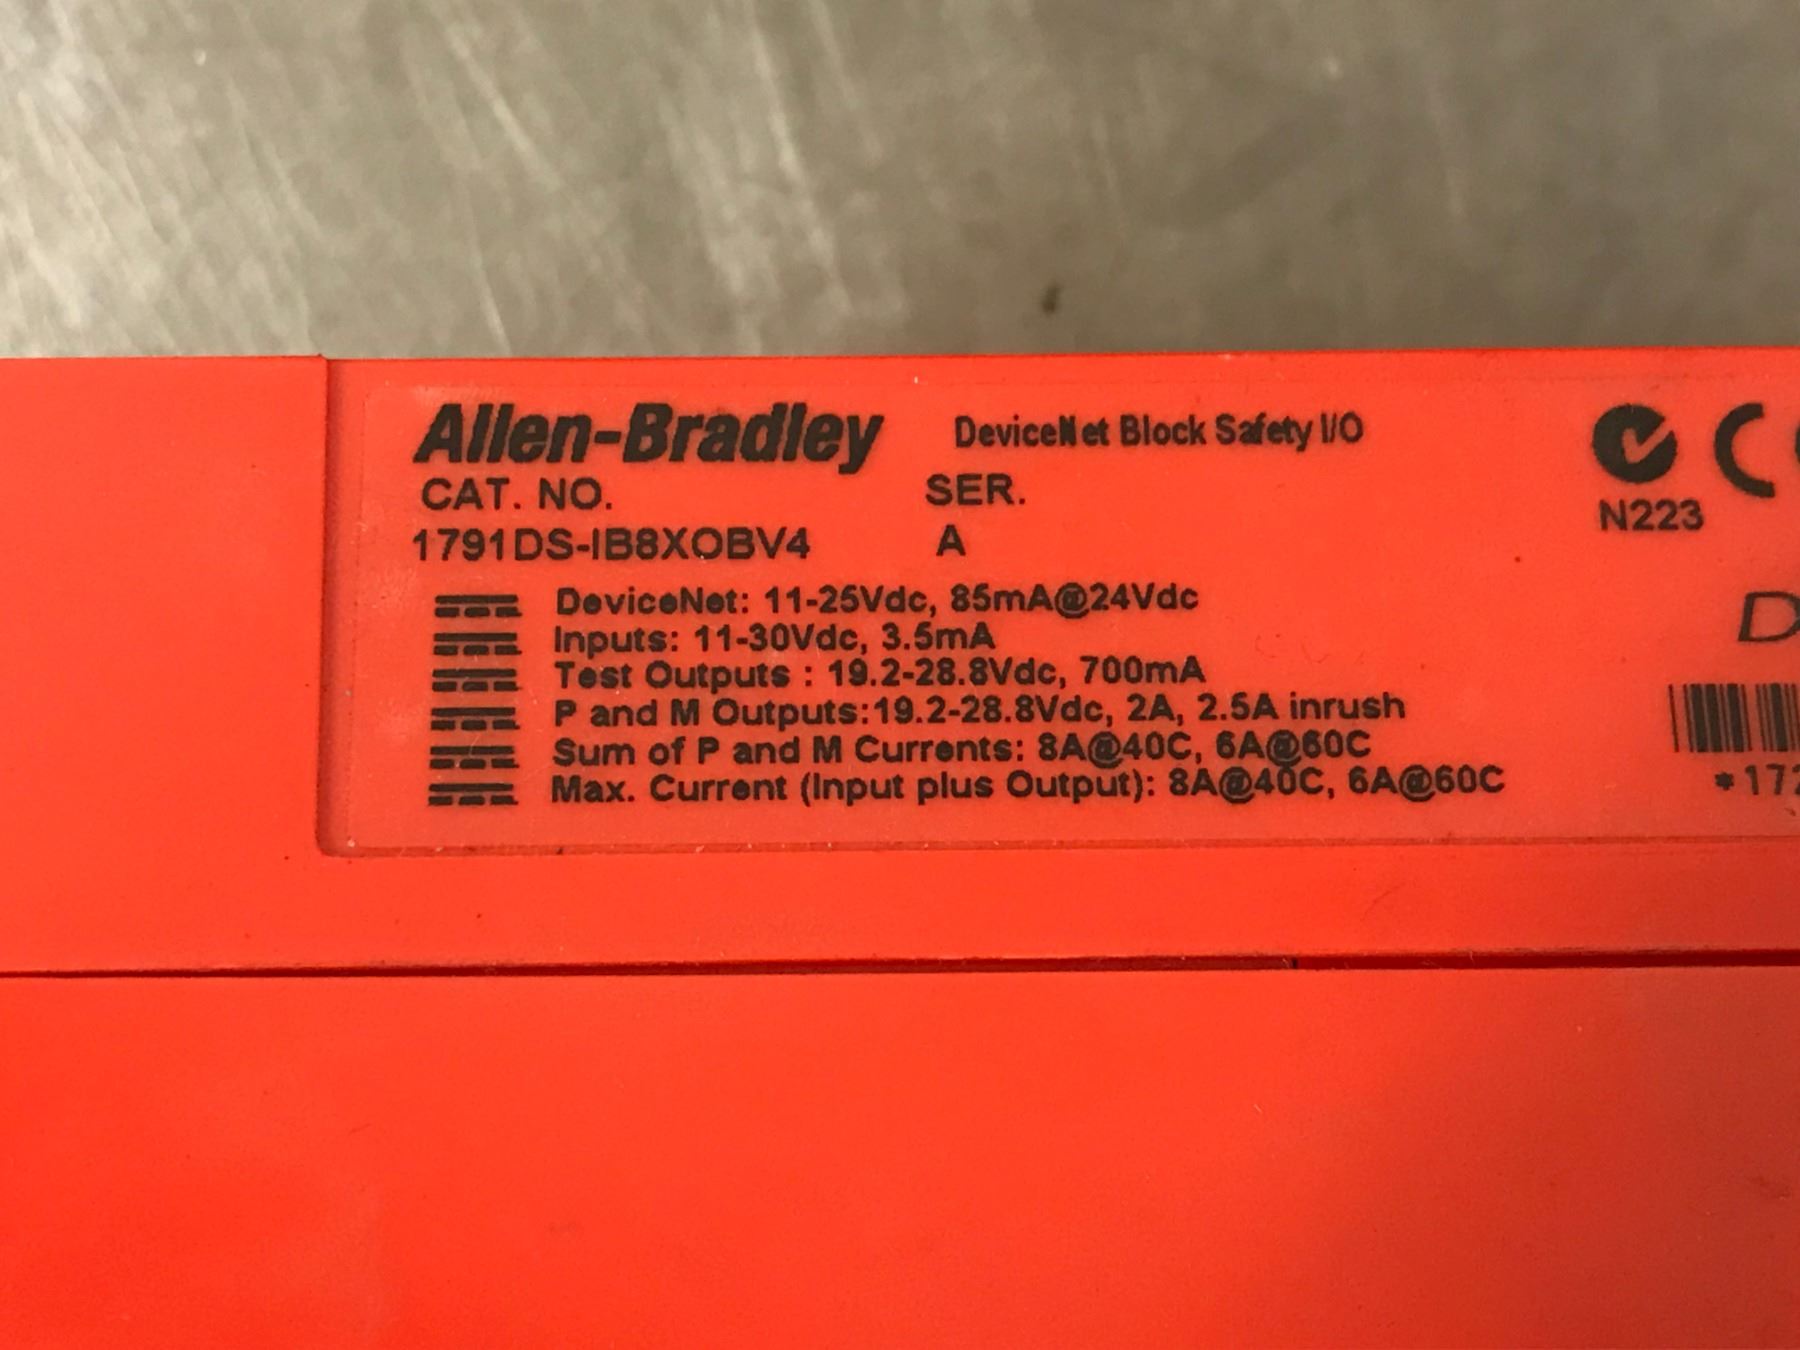 Allen-Bradley DeviceNet Block Safety I/O
CAT. NO. SER.
1791DS-IB8XOBV4 A
N223
DeviceNet: 11-25Vdc, 85mA@24Vdc
Inputs: 11-30Vdc, 3.5mA
Test Outputs : 19.2-28.8Vdc, 700mA
P and M Outputs:19.2-28.8Vdc, 2A, 2.5A inrush
Sum of P and M Currents: 8A@40C, 6A@60C
Max. Current (Input plus Output): 8A@40C, 6A@60C
D
*172